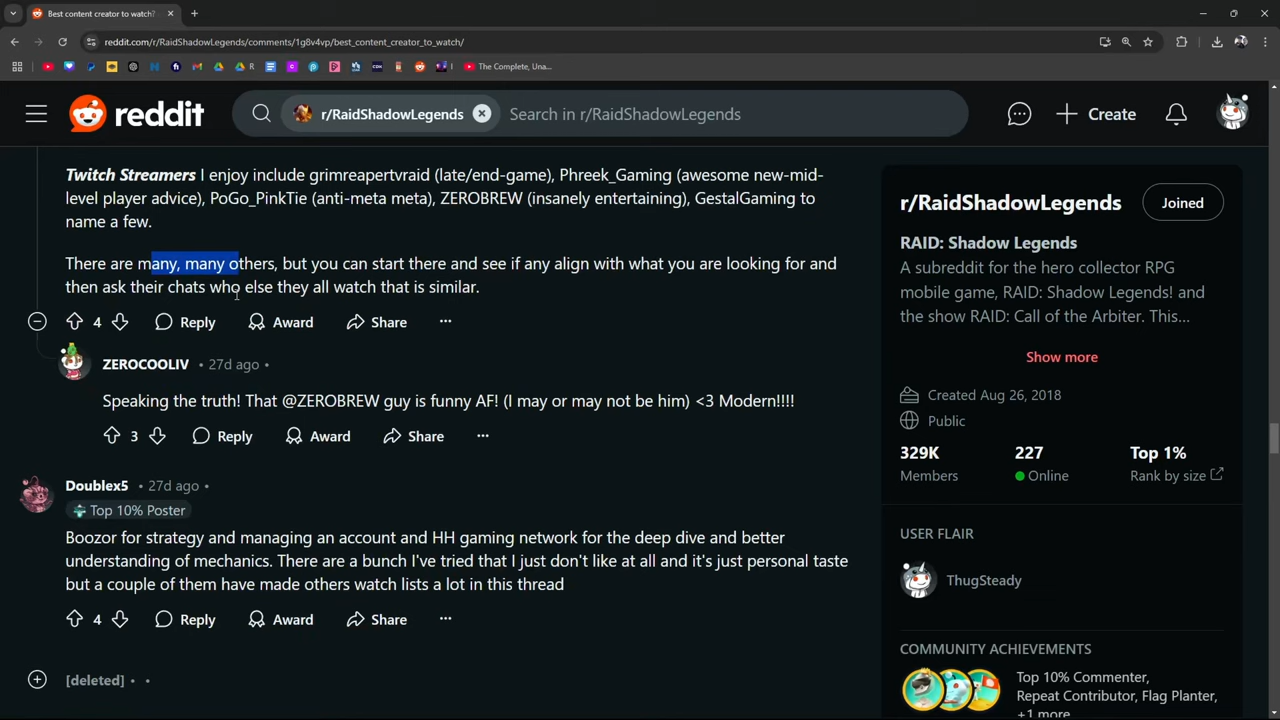 Best content creator to watch?
reddit.com/r/RaidShadowLegends/comments/1g8v4vp/best_content_creator_to_watch/
The Complete, Una...
reddit
r/RaidShadowLegends
Search in r/RaidShadowLegends
Create
Twitch Streamers I enjoy include grimreapertvraid (late/end-game), Phreek_Gaming (awesome new-mid-
level player advice), PoGo_PinkTie (anti-meta meta), ZEROBREW (insanely entertaining), GestalGaming to
name a few.
There are many, many others, but you can start there and see if any align with what you are looking for and
then ask their chats who else they all watch that is similar.
4 Reply Award Share ...
ZEROCOOLIV • 27d ago •
Speaking the truth! That @ZEROBREW guy is funny AF! (I may or may not be him) <3 Modern!!!!
3 Reply Award Share ...
Doublex5 • 27d ago •
Top 10% Poster
Boozor for strategy and managing an account and HH gaming network for the deep dive and better
understanding of mechanics. There are a bunch I've tried that I just don't like at all and it's just personal taste
but a couple of them have made others watch lists a lot in this thread
4 Reply Award Share ...
[deleted] • •
r/RaidShadowLegends Joined
RAID: Shadow Legends
A subreddit for the hero collector RPG
mobile game, RAID: Shadow Legends! and
the show RAID: Call of the Arbiter. This...
Show more
Created Aug 26, 2018
Public
329K 227 Top 1%
Members Online Rank by size
USER FLAIR
ThugSteady
COMMUNITY ACHIEVEMENTS
Top 10% Commenter,
Repeat Contributor, Flag Planter,
+1 more